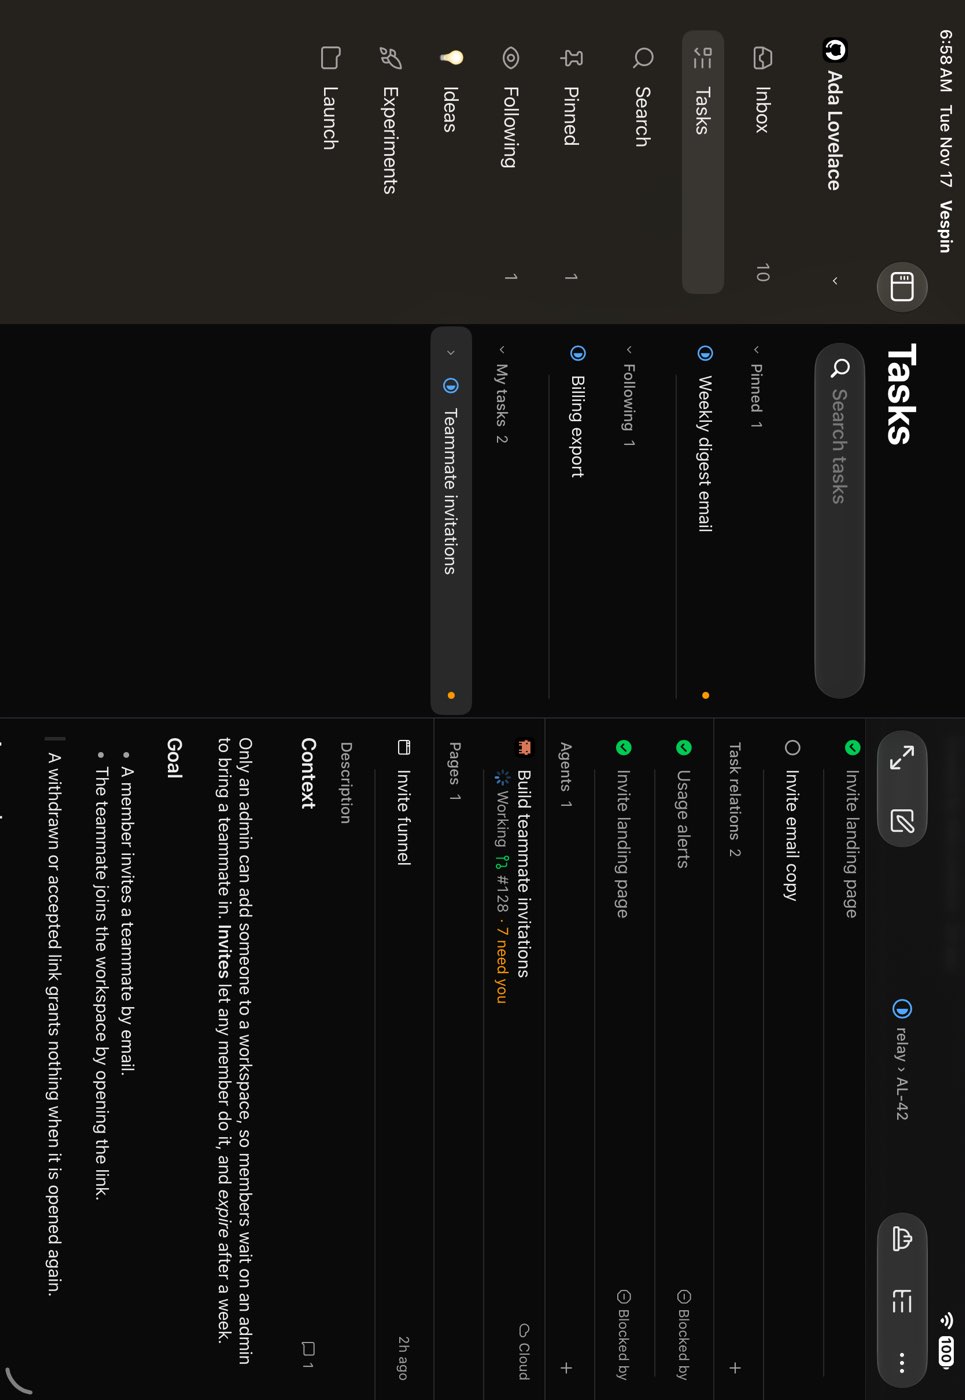 6:58 AM Tue Nov 17 Vespin
100
Ada Lovelace
Inbox 10
Tasks
Search
Pinned 1
Following 1
Ideas
Experiments
Launch
Tasks
Search tasks
Pinned 1
Weekly digest email
Following 1
Billing export
My tasks 2
Teammate invitations
relay › AL-42
Invite landing page
Invite email copy
Task relations 2
Usage alerts Blocked by
Invite landing page Blocked by
Agents 1
Build teammate invitations Cloud
Working #128 · 7 need you
Pages 1
Invite funnel 2h ago
Description
Context 1
Only an admin can add someone to a workspace, so members wait on an admin
to bring a teammate in. Invites let any member do it, and expire after a week.
Goal
• A member invites a teammate by email.
• The teammate joins the workspace by opening the link.
A withdrawn or accepted link grants nothing when it is opened again.